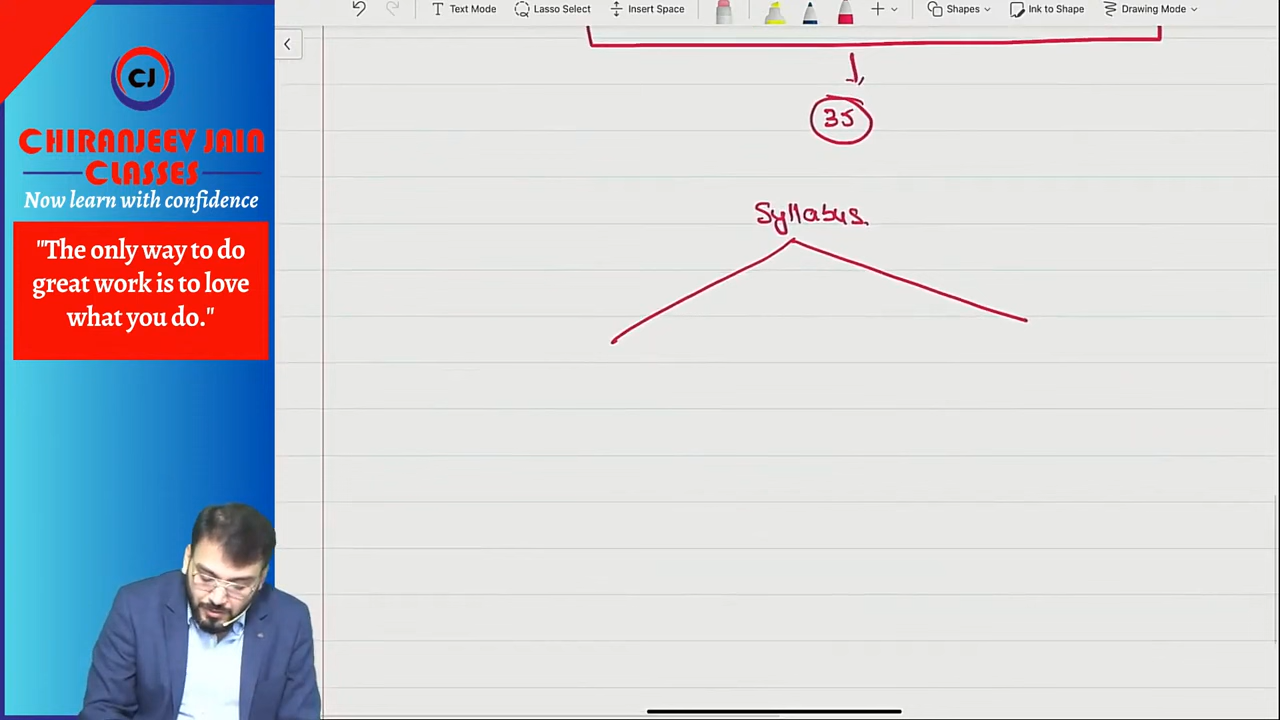 Text Mode Lasso Select Insert Space Shapes Ink to Shape Drawing Mode
CJ
CHIRANJEEV JAIN
CLASSES
Now learn with confidence
"The only way to do
great work is to love
what you do."
35
Syllabus.